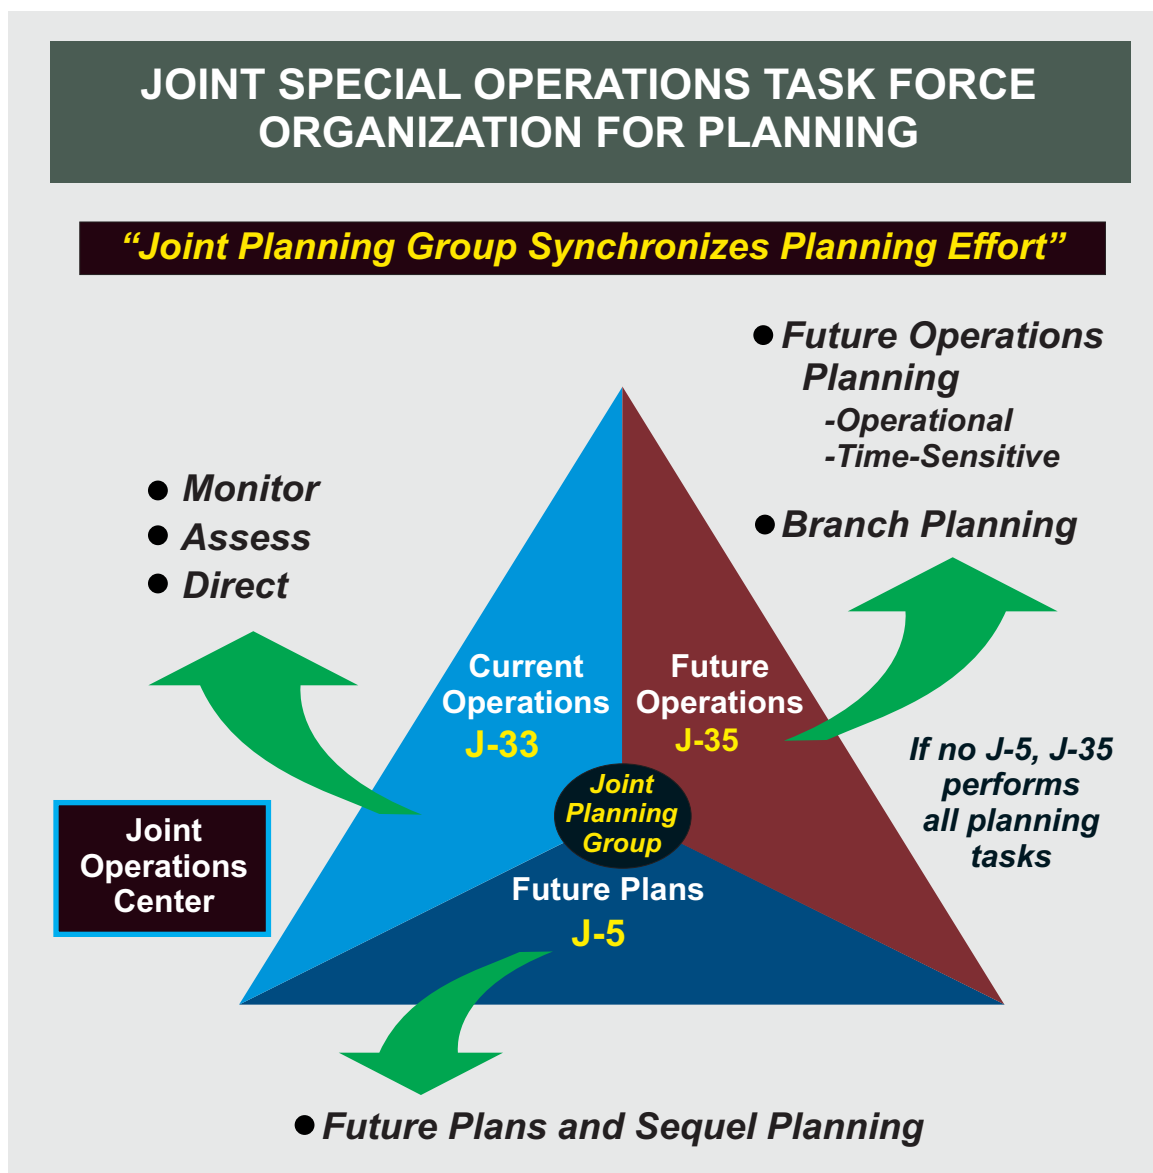 JOINT SPECIAL OPERATIONS TASK FORCE
ORGANIZATION FOR PLANNING
“Joint Planning Group Synchronizes Planning Effort”
● Future Operations
Planning
-Operational
-Time-Sensitive
● Branch Planning
● Monitor
● Assess
● Direct
Current
Operations
J-33
Future
Operations
J-35
If no J-5, J-35
performs
all planning
tasks
Joint
Planning
Group
Joint
Operations
Center
Future Plans
J-5
● Future Plans and Sequel Planning